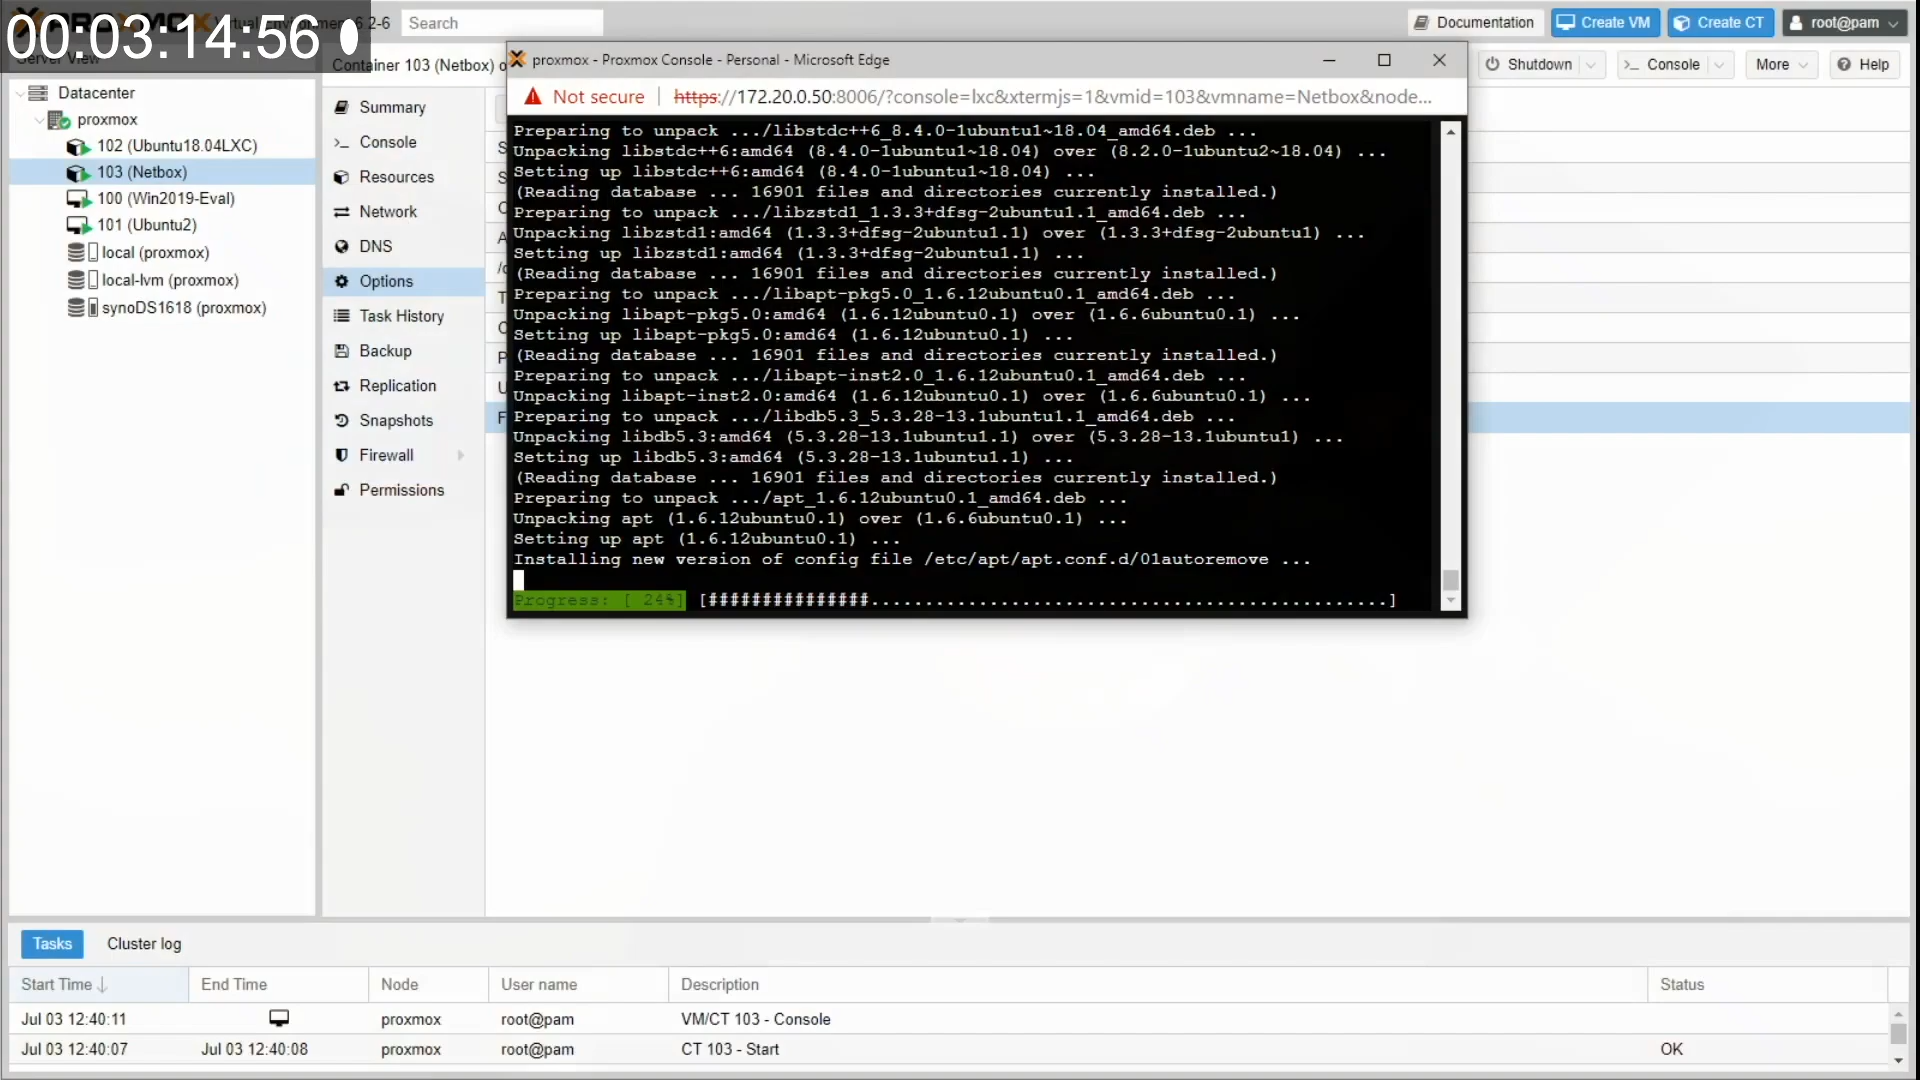 00:03:14:56
6.2-6
Search
Documentation
Create VM
Create CT
root@pam
Server View
Container 103 (Netbox) o
Shutdown
Console
More
Help
Datacenter
proxmox
102 (Ubuntu18.04LXC)
103 (Netbox)
100 (Win2019-Eval)
101 (Ubuntu2)
local (proxmox)
local-lvm (proxmox)
synoDS1618 (proxmox)
Summary
Console
Resources
Network
DNS
Options
Task History
Backup
Replication
Snapshots
Firewall
Permissions
proxmox - Proxmox Console - Personal - Microsoft Edge
Not secure | https://172.20.0.50:8006/?console=lxc&xtermjs=1&vmid=103&vmname=Netbox&node...
Preparing to unpack .../libstdc++6_8.4.0-1ubuntu1~18.04_amd64.deb ...
Unpacking libstdc++6:amd64 (8.4.0-1ubuntu1~18.04) over (8.2.0-1ubuntu2~18.04) ...
Setting up libstdc++6:amd64 (8.4.0-1ubuntu1~18.04) ...
(Reading database ... 16901 files and directories currently installed.)
Preparing to unpack .../libzstd1_1.3.3+dfsg-2ubuntu1.1_amd64.deb ...
Unpacking libzstd1:amd64 (1.3.3+dfsg-2ubuntu1.1) over (1.3.3+dfsg-2ubuntu1) ...
Setting up libzstd1:amd64 (1.3.3+dfsg-2ubuntu1.1) ...
(Reading database ... 16901 files and directories currently installed.)
Preparing to unpack .../libapt-pkg5.0_1.6.12ubuntu0.1_amd64.deb ...
Unpacking libapt-pkg5.0:amd64 (1.6.12ubuntu0.1) over (1.6.6ubuntu0.1) ...
Setting up libapt-pkg5.0:amd64 (1.6.12ubuntu0.1) ...
(Reading database ... 16901 files and directories currently installed.)
Preparing to unpack .../libapt-inst2.0_1.6.12ubuntu0.1_amd64.deb ...
Unpacking libapt-inst2.0:amd64 (1.6.12ubuntu0.1) over (1.6.6ubuntu0.1) ...
Preparing to unpack .../libdb5.3_5.3.28-13.1ubuntu1.1_amd64.deb ...
Unpacking libdb5.3:amd64 (5.3.28-13.1ubuntu1.1) over (5.3.28-13.1ubuntu1) ...
Setting up libdb5.3:amd64 (5.3.28-13.1ubuntu1.1) ...
(Reading database ... 16901 files and directories currently installed.)
Preparing to unpack .../apt_1.6.12ubuntu0.1_amd64.deb ...
Unpacking apt (1.6.12ubuntu0.1) over (1.6.6ubuntu0.1) ...
Setting up apt (1.6.12ubuntu0.1) ...
Installing new version of config file /etc/apt/apt.conf.d/01autoremove ...
Progress: [ 24%] [###############................................................]
Tasks
Cluster log
Start Time End Time Node User name Description Status
Jul 03 12:40:11 proxmox root@pam VM/CT 103 - Console
Jul 03 12:40:07 Jul 03 12:40:08 proxmox root@pam CT 103 - Start OK